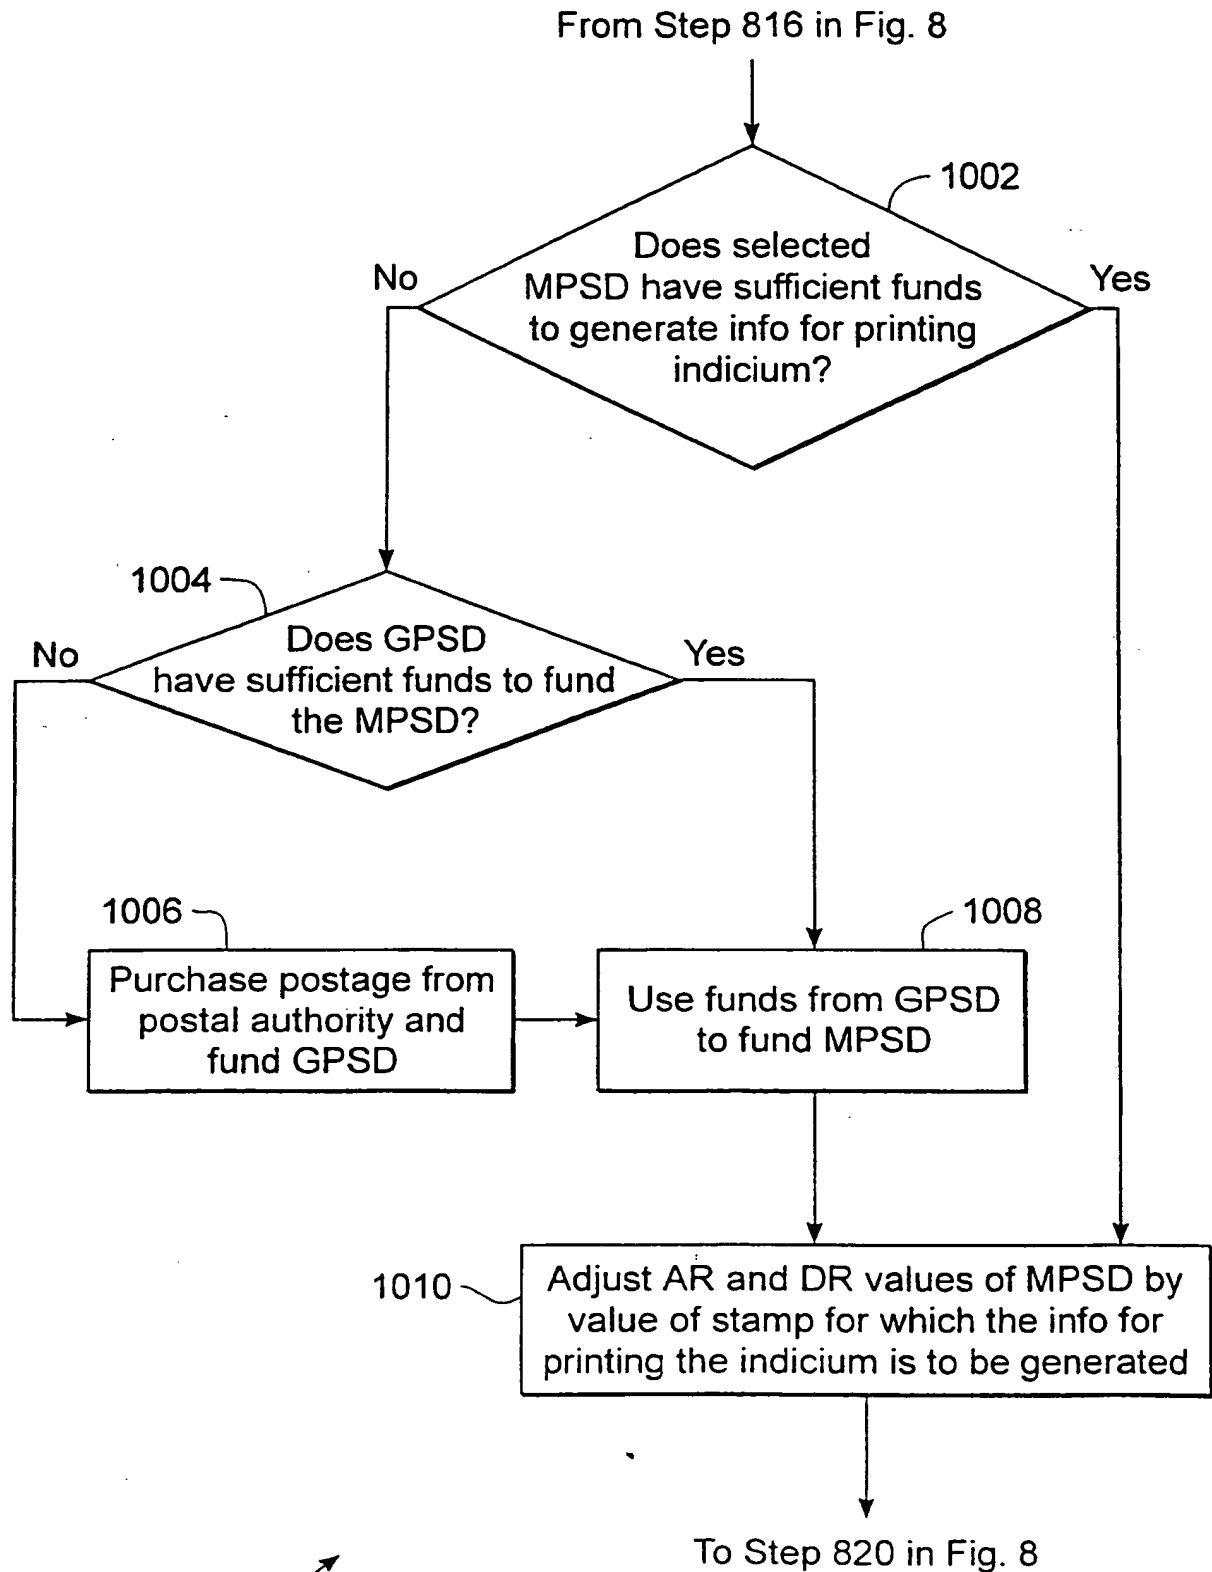 From Step 816 in Fig. 8
1002
Does selected
MPSD have sufficient funds
to generate info for printing
indicium?
No
Yes
1004
Does GPSD
have sufficient funds to fund
the MPSD?
No
Yes
1006
Purchase postage from
postal authority and
fund GPSD
1008
Use funds from GPSD
to fund MPSD
1010
Adjust AR and DR values of MPSD by
value of stamp for which the info for
printing the indicium is to be generated
To Step 820 in Fig. 8